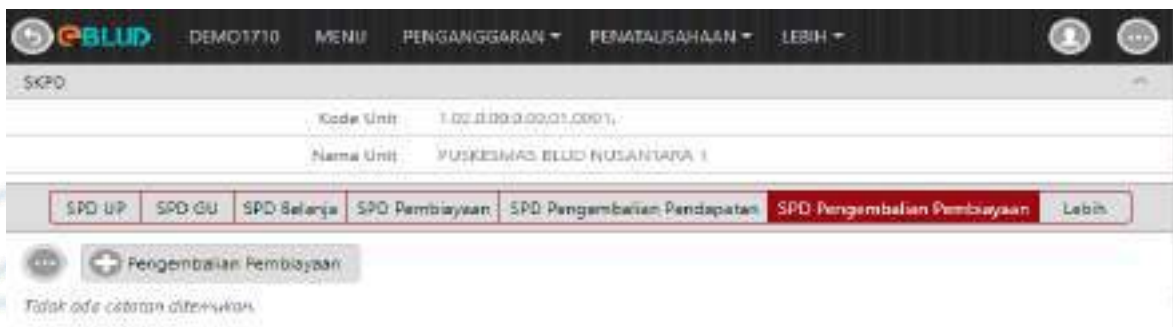 eBLUD DEMO1710 MENU PENGANGGARAN PENATAUSAHAAN LEBIH
SKPD
Kode Unit 1.02.0.00.0.00.01.0001.
Nama Unit PUSKESMAS BLUD NUSANTARA 1
SPD UP SPD GU SPD Belanja SPD Pembiayaan SPD Pengembalian Pendapatan SPD Pengembalian Pembiayaan Lebih
Pengembalian Pembiayaan
Tidak ada catatan ditemukan.